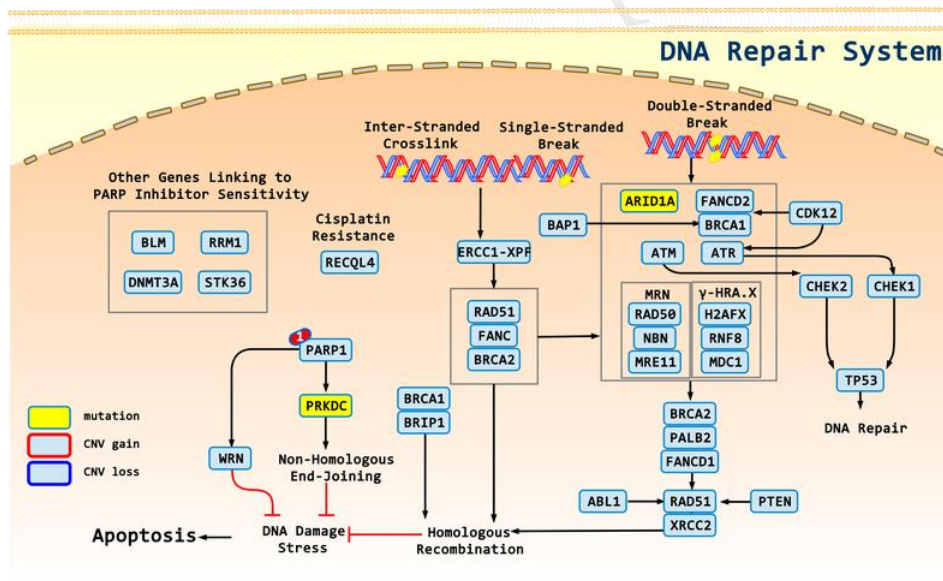 DNA Repair System
Double-Stranded
Break
Inter-Stranded
Crosslink
Single-Stranded
Break
Other Genes Linking to
PARP Inhibitor Sensitivity
BLM
RRM1
DNMT3A
STK36
Cisplatin
Resistance
RECQL4
ERCC1-XPF
RAD51
FANC
BRCA2
BAP1
ARID1A
FANCD2
BRCA1
CDK12
ATM
ATR
CHEK2
CHEK1
MRN
RAD50
NBN
MRE11
γ-HRA.X
H2AFX
RNF8
MDC1
TP53
DNA Repair
1
PARP1
PRKDC
WRN
Non-Homologous
End-Joining
BRCA1
BRIP1
BRCA2
PALB2
FANCD1
ABL1
RAD51
PTEN
XRCC2
mutation
CNV gain
CNV loss
Apoptosis
DNA Damage
Stress
Homologous
Recombination